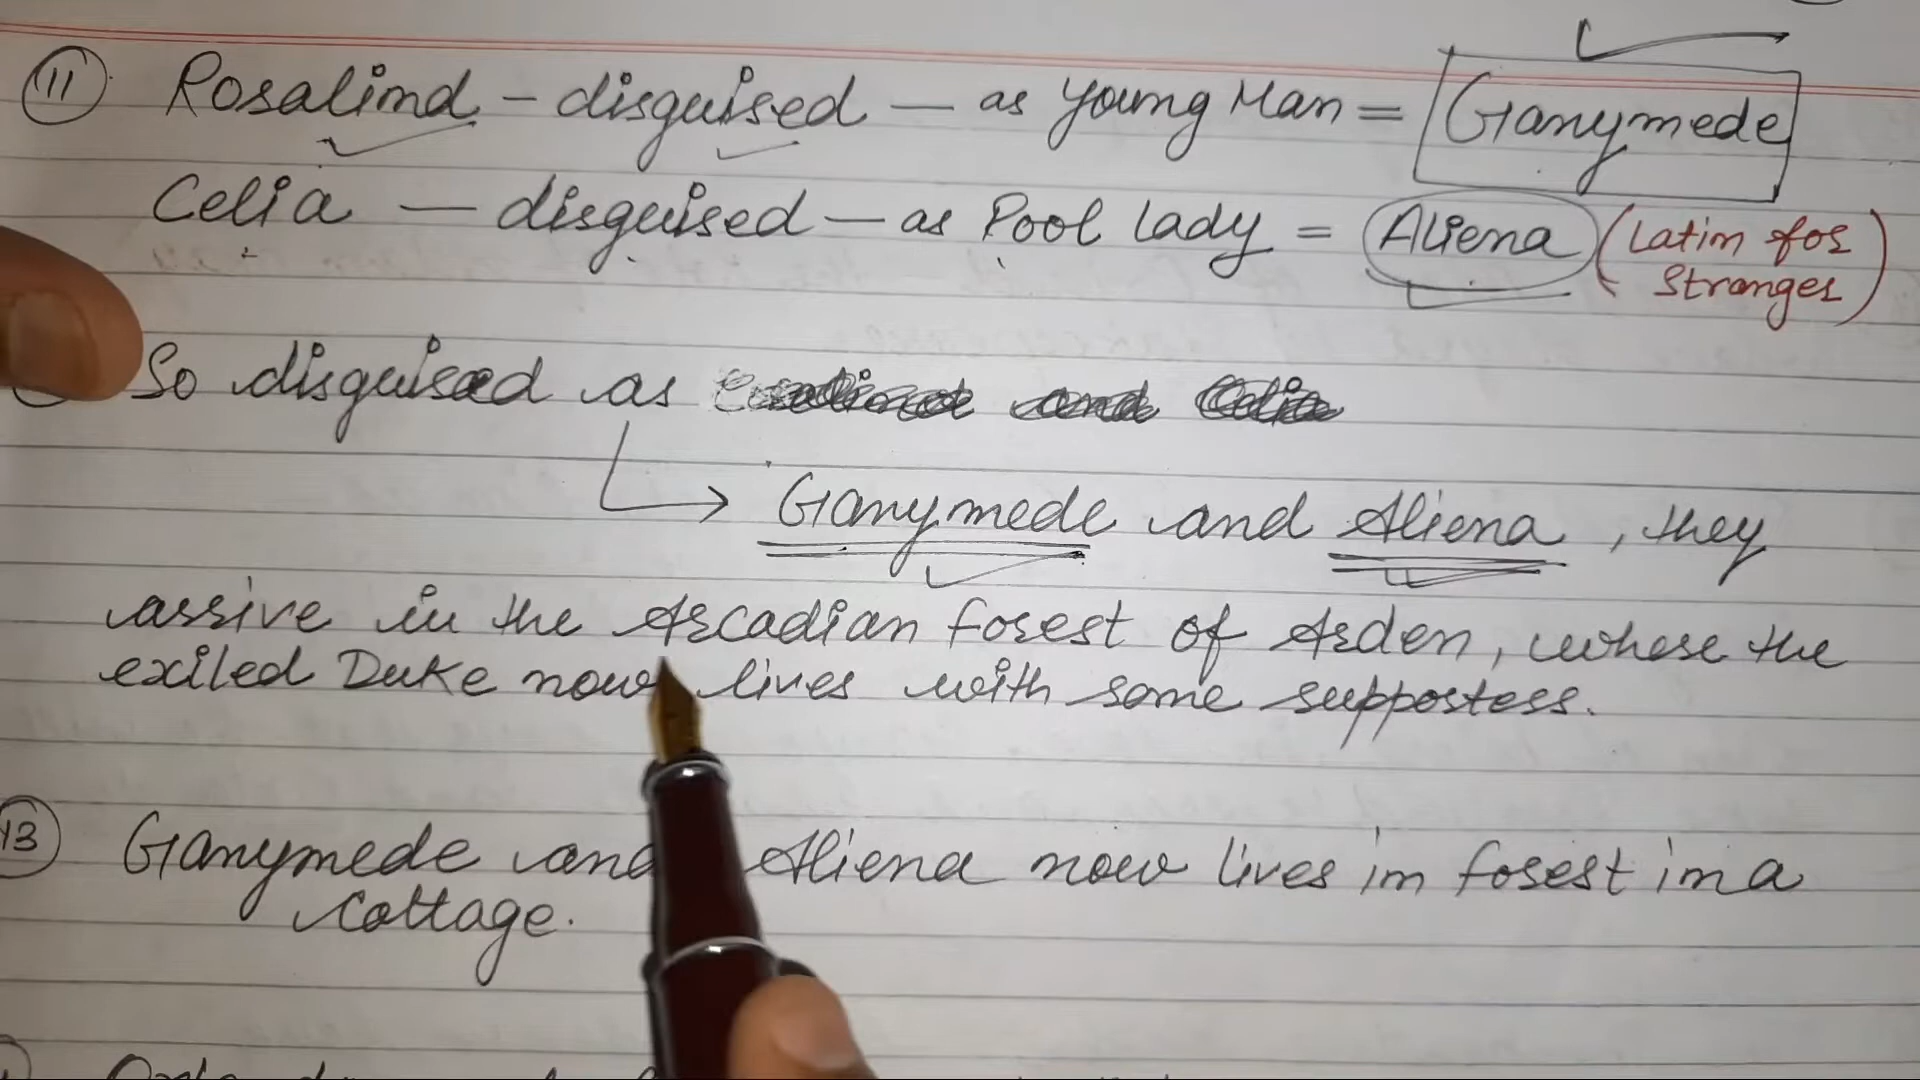 11 Rosalind - disguised - as Young Man = Ganymede
Celia - disguised - as Poor lady = Aliena (Latin for Stranger)
So disguised as
Ganymede and Aliena, they
arrive in the Arcadian Forest of Arden, where the
exiled Duke now lives with some supporters.
13 Ganymede and Aliena now lives in forest in a
Cottage.